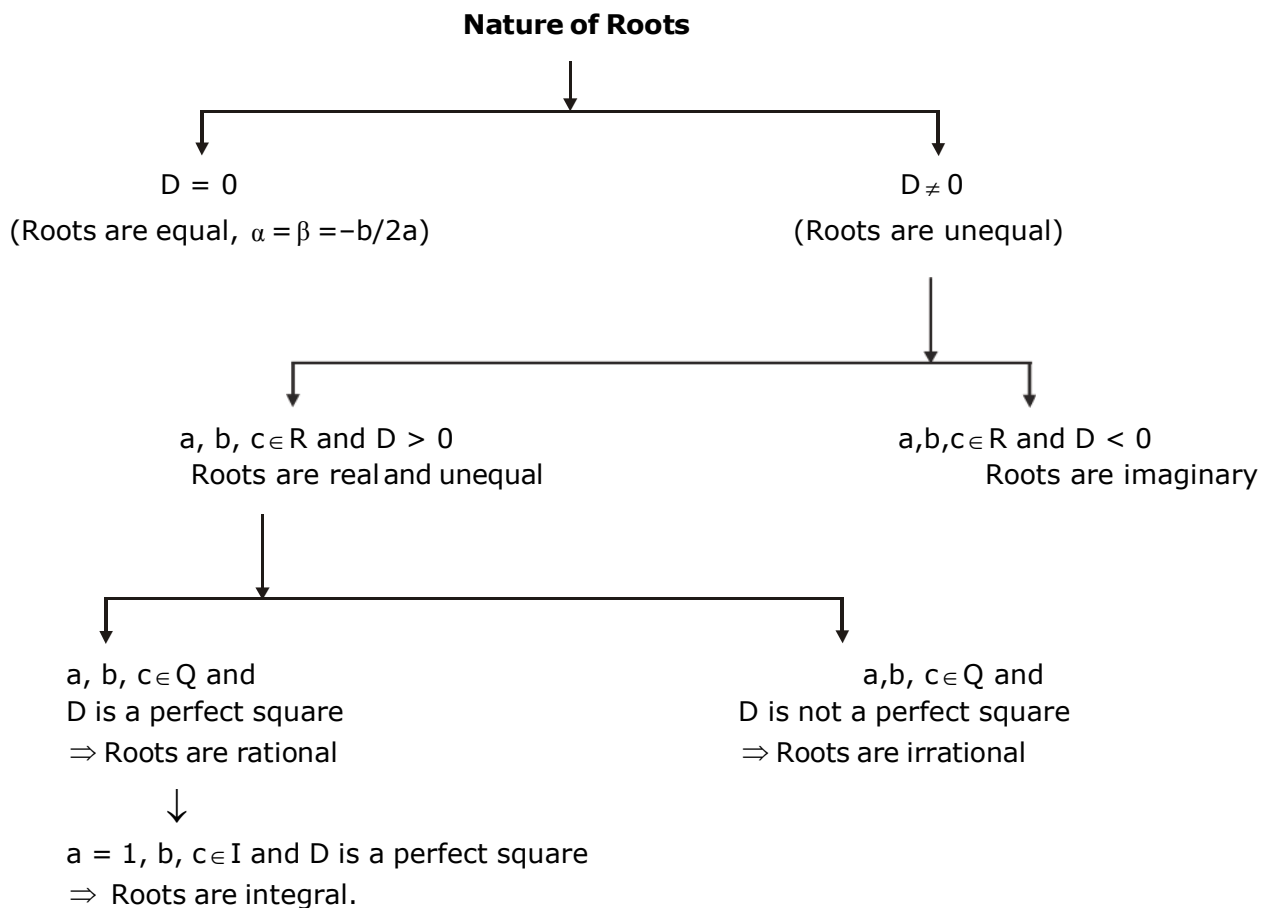 Nature of Roots
D = 0
(Roots are equal, α = β =−b/2a)
D ≠ 0
(Roots are unequal)
a, b, c∈R and D > 0
Roots are real and unequal
a,b,c∈R and D < 0
Roots are imaginary
a, b, c∈Q and
D is a perfect square
⇒ Roots are rational
a,b, c∈Q and
D is not a perfect square
⇒ Roots are irrational
↓
a = 1, b, c∈I and D is a perfect square
⇒ Roots are integral.